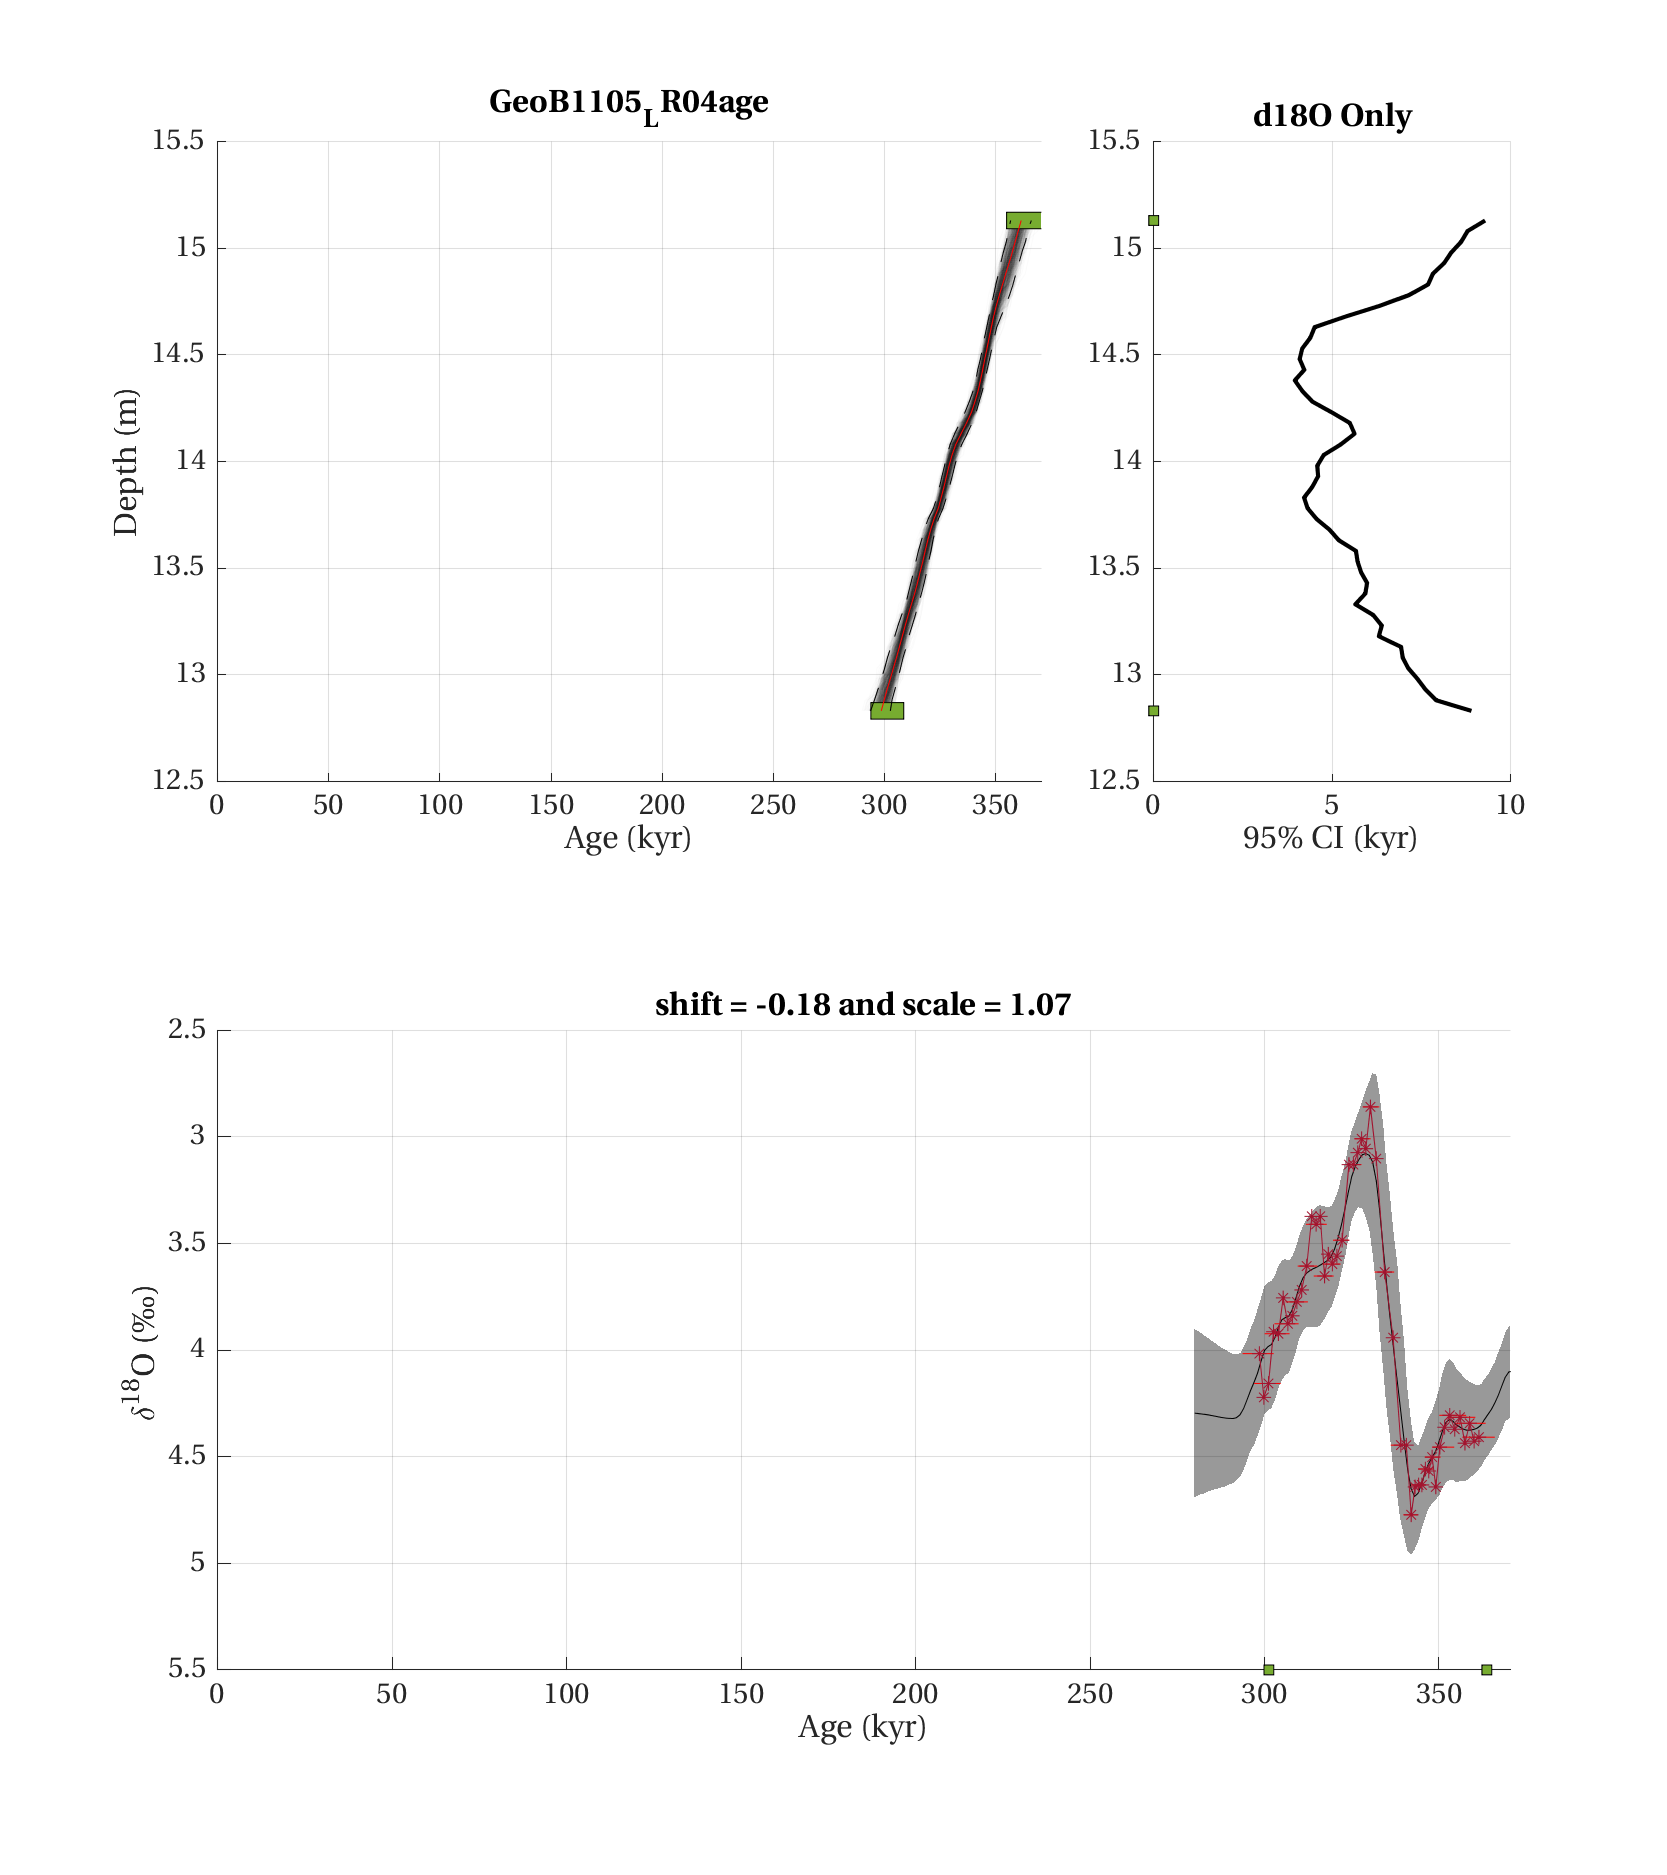 GeoB1105_LR04age
15.5
15
14.5
14
13.5
13
12.5
0 50 100 150 200 250 300 350
Depth (m)
Age (kyr)
d18O Only
15.5
15
14.5
14
13.5
13
12.5
0 5 10
95% CI (kyr)
shift = -0.18 and scale = 1.07
2.5
3
3.5
4
4.5
5
5.5
0 50 100 150 200 250 300 350
δ18O (‰)
Age (kyr)